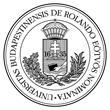 UNIVERSITAS BUDAPESTINENSIS DE ROLANDO EÖTVÖS NOMINATA